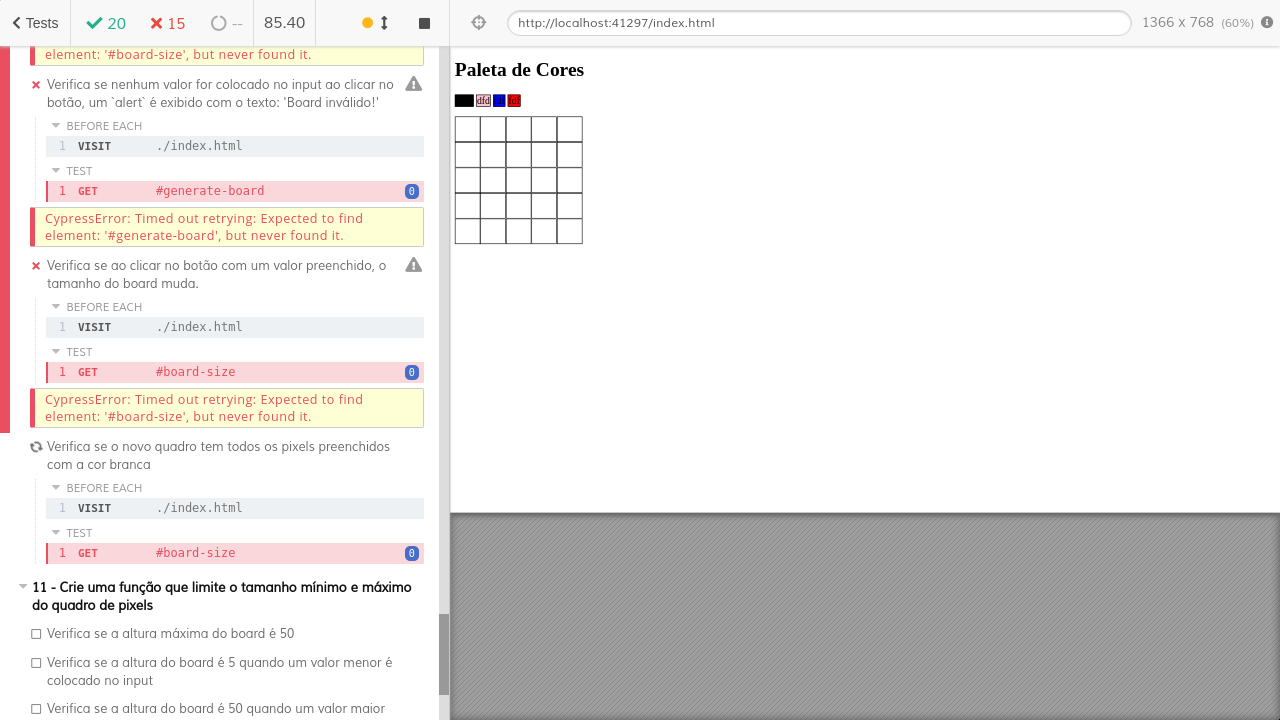 Tests
20
15
--
85.40
http://localhost:41297/index.html
1366 x 768 (60%)
element: '#board-size', but never found it.
Verifica se nenhum valor for colocado no input ao clicar no
botão, um `alert` é exibido com o texto: 'Board inválido!'
BEFORE EACH
1 VISIT ./index.html
TEST
1 GET #generate-board 0
CypressError: Timed out retrying: Expected to find
element: '#generate-board', but never found it.
Verifica se ao clicar no botão com um valor preenchido, o
tamanho do board muda.
BEFORE EACH
1 VISIT ./index.html
TEST
1 GET #board-size 0
CypressError: Timed out retrying: Expected to find
element: '#board-size', but never found it.
Verifica se o novo quadro tem todos os pixels preenchidos
com a cor branca
BEFORE EACH
1 VISIT ./index.html
TEST
1 GET #board-size 0
11 - Crie uma função que limite o tamanho mínimo e máximo
do quadro de pixels
Verifica se a altura máxima do board é 50
Verifica se a altura do board é 5 quando um valor menor é
colocado no input
Verifica se a altura do board é 50 quando um valor maior
Paleta de Cores
dfd